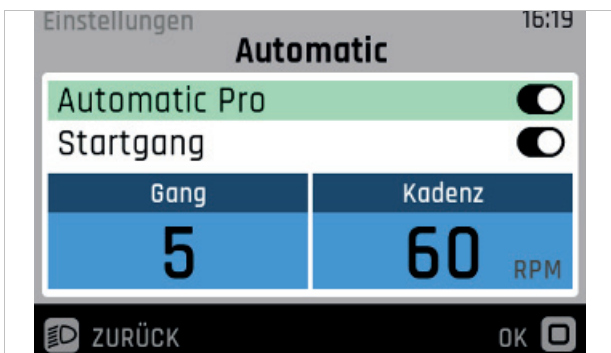 Einstellungen 16:19
Automatic
Automatic Pro
Startgang
Gang Kadenz
5 60 RPM
ZURÜCK OK